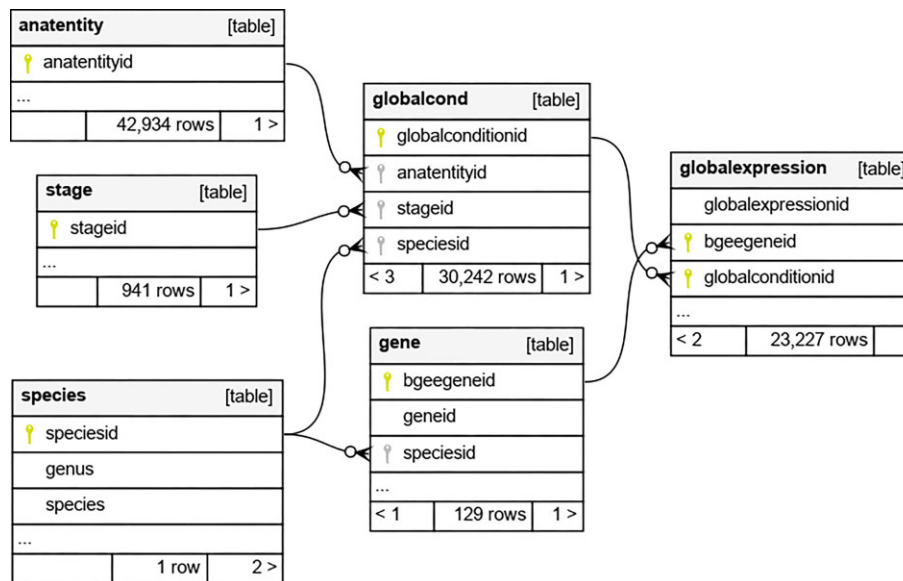 anatentity [table]
anatentityid
...
42,934 rows 1 >
stage [table]
stageid
...
941 rows 1 >
species [table]
speciesid
genus
species
...
1 row 2 >
globalcond [table]
globalconditionid
anatentityid
stageid
speciesid
< 3 30,242 rows 1 >
gene [table]
bgeegeneid
geneid
speciesid
...
< 1 129 rows 1 >
globalexpression [table]
globalexpressionid
bgeegeneid
globalconditionid
...
< 2 23,227 rows